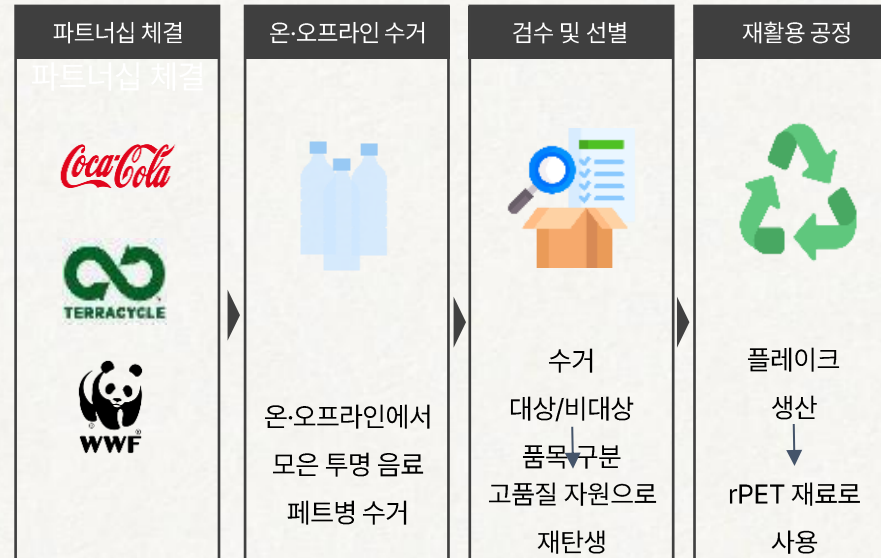 파트너십 체결
파트너십 체결
Coca-Cola
TERRACYCLE
WWF
온·오프라인 수거
온·오프라인에서
모은 투명 음료
페트병 수거
검수 및 선별
수거
대상/비대상
품목 구분
고품질 자원으로
재탄생
재활용 공정
플레이크
생산
rPET 재료로
사용